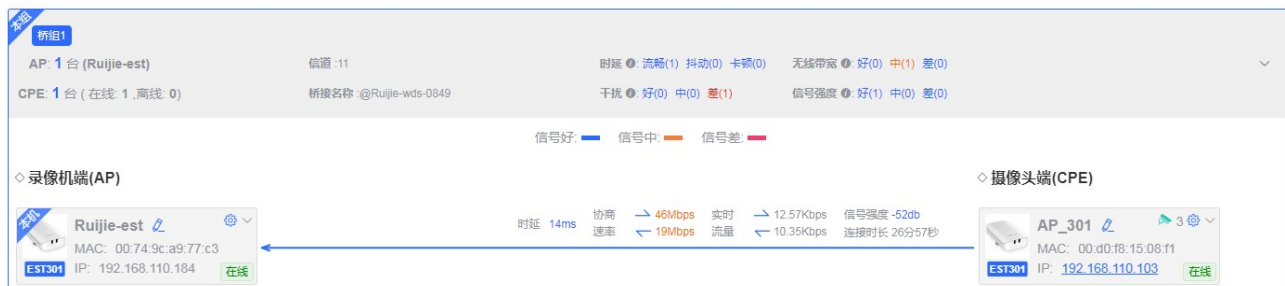 本组
桥组1
AP: 1 台 (Ruijie-est) 信道 :11 时延 : 流畅(1) 抖动(0) 卡顿(0) 无线带宽 : 好(0) 中(1) 差(0)
CPE: 1 台 ( 在线: 1 ,离线: 0) 桥接名称 :@Ruijie-wds-0849 干扰 : 好(0) 中(0) 差(1) 信号强度 : 好(1) 中(0) 差(0)
信号好: 信号中: 信号差:
录像机端(AP) 摄像头端(CPE)
本机
Ruijie-est
MAC: 00:74:9c:a9:77:c3
EST301 IP: 192.168.110.184 在线
时延 14ms
协商 速率 46Mbps 19Mbps
实时 流量 12.57Kbps 10.35Kbps
信号强度 -52db
连接时长 26分57秒
AP_301 3
MAC: 00:d0:f8:15:08:f1
EST301 IP: 192.168.110.103 在线